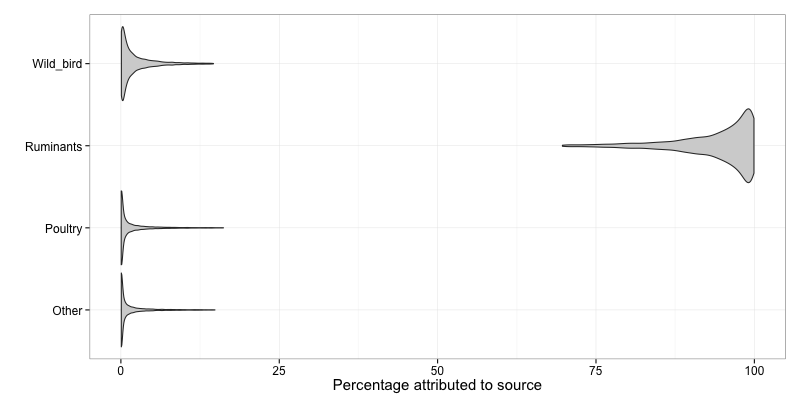 Wild_bird
Ruminants
Poultry
Other
0 25 50 75 100
Percentage attributed to source